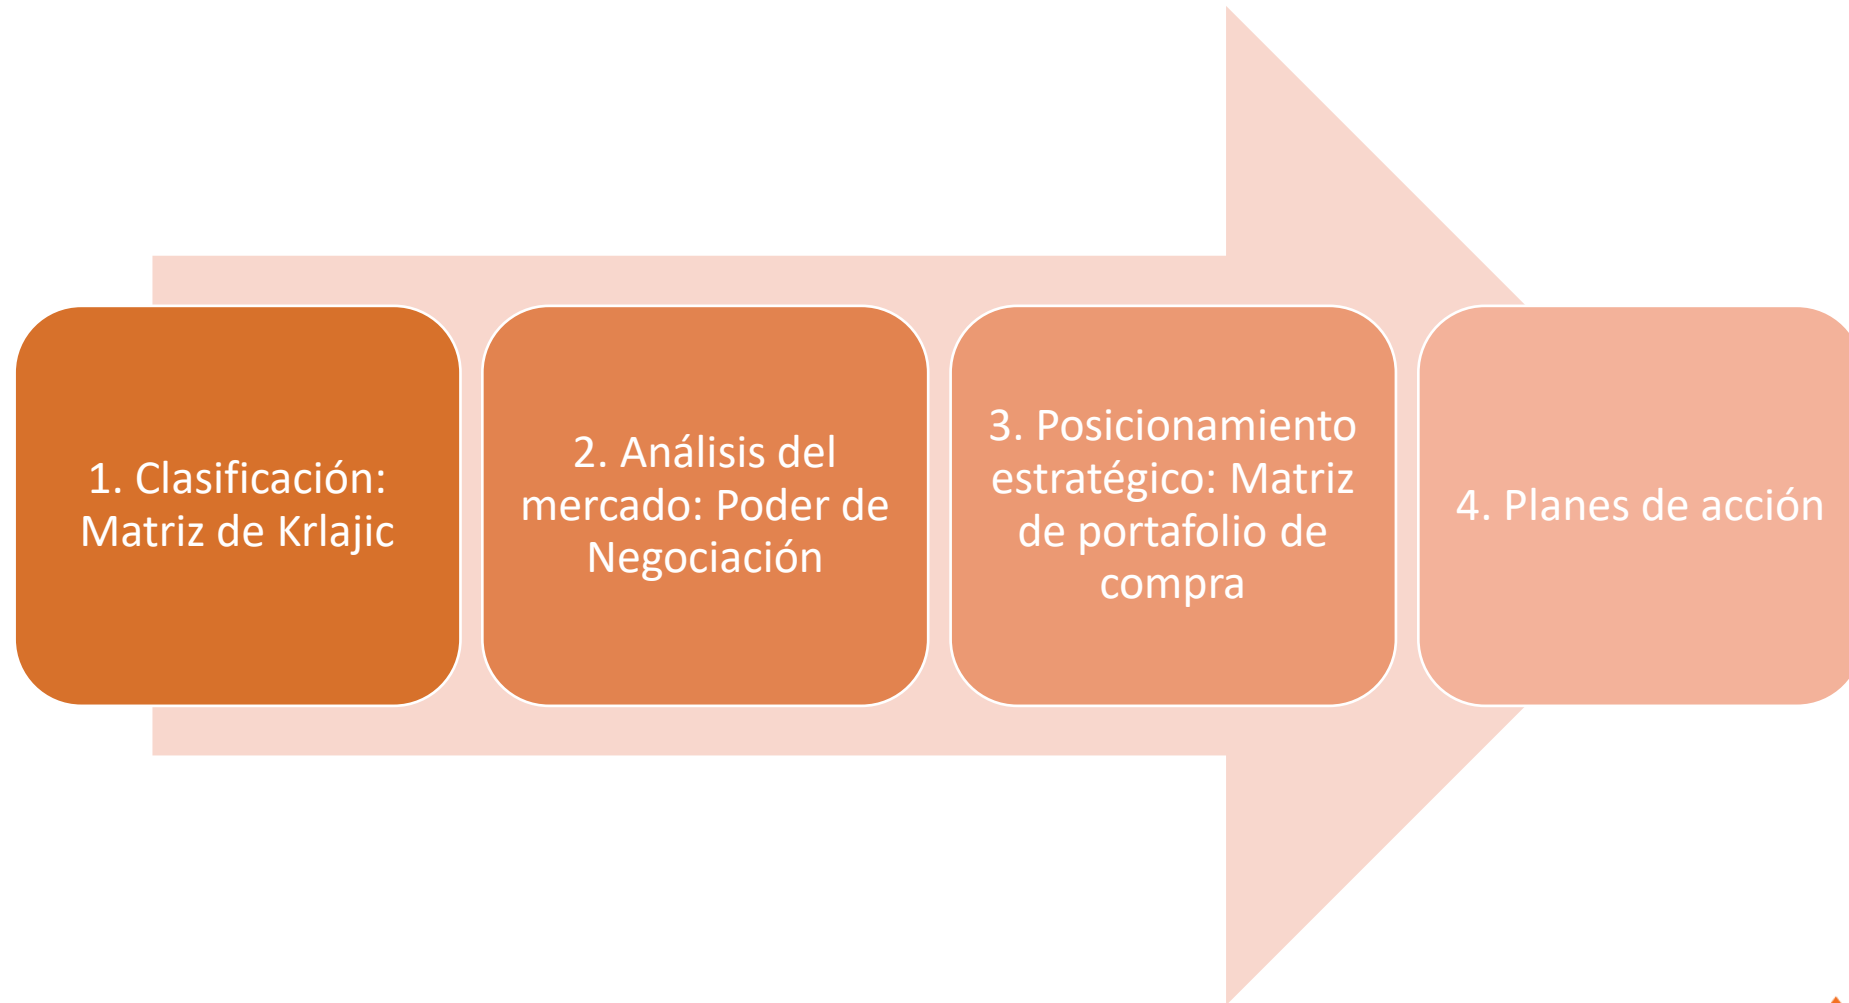 1. Clasificación:
Matriz de Krlajic
2. Análisis del
mercado: Poder de
Negociación
3. Posicionamiento
estratégico: Matriz
de portafolio de
compra
4. Planes de acción